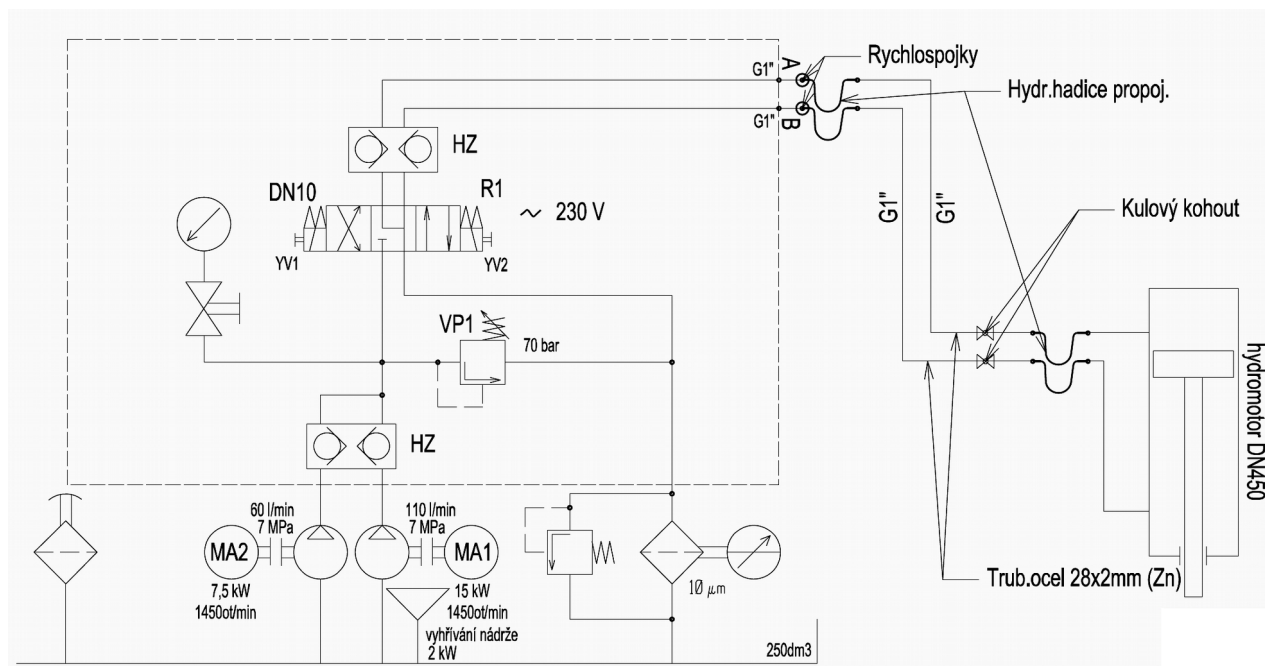 Rychlospojky
G1"
A
Hydr.hadice propoj.
G1"
B
HZ
DN10
R1
~ 230 V
YV1
YV2
G1"
G1"
Kulový kohout
VP1
70 bar
hydromotor DN450
HZ
60 l/min
7 MPa
110 l/min
7 MPa
MA2
MA1
7,5 kW
1450ot/min
15 kW
1450ot/min
vyhřívání nádrže
2 kW
10 μm
Trub.ocel 28x2mm (Zn)
250dm3